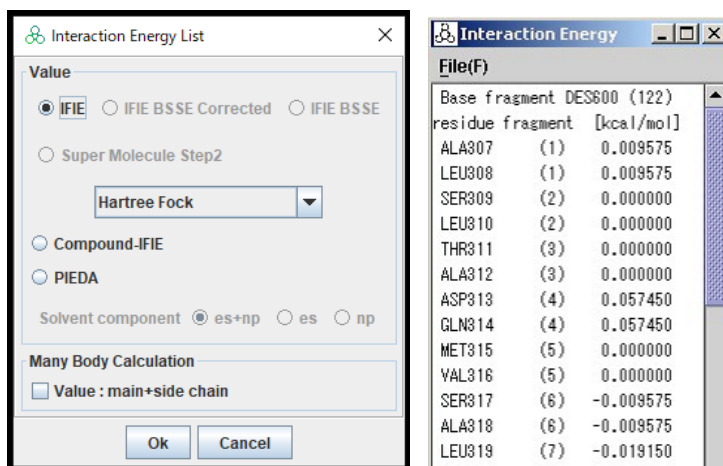 Interaction Energy List
Value
IFIE IFIE BSSE Corrected IFIE BSSE
Super Molecule Step2
Hartree Fock
Compound-IFIE
PIEDA
Solvent component es+np es np
Many Body Calculation
Value : main+side chain
Ok Cancel
Interaction Energy
File(F)
Base fragment DES600 (122)
residue fragment [kcal/mol]
ALA307 (1) 0.009575
LEU308 (1) 0.009575
SER309 (2) 0.000000
LEU310 (2) 0.000000
THR311 (3) 0.000000
ALA312 (3) 0.000000
ASP313 (4) 0.057450
GLN314 (4) 0.057450
MET315 (5) 0.000000
VAL316 (5) 0.000000
SER317 (6) -0.009575
ALA318 (6) -0.009575
LEU319 (7) -0.019150